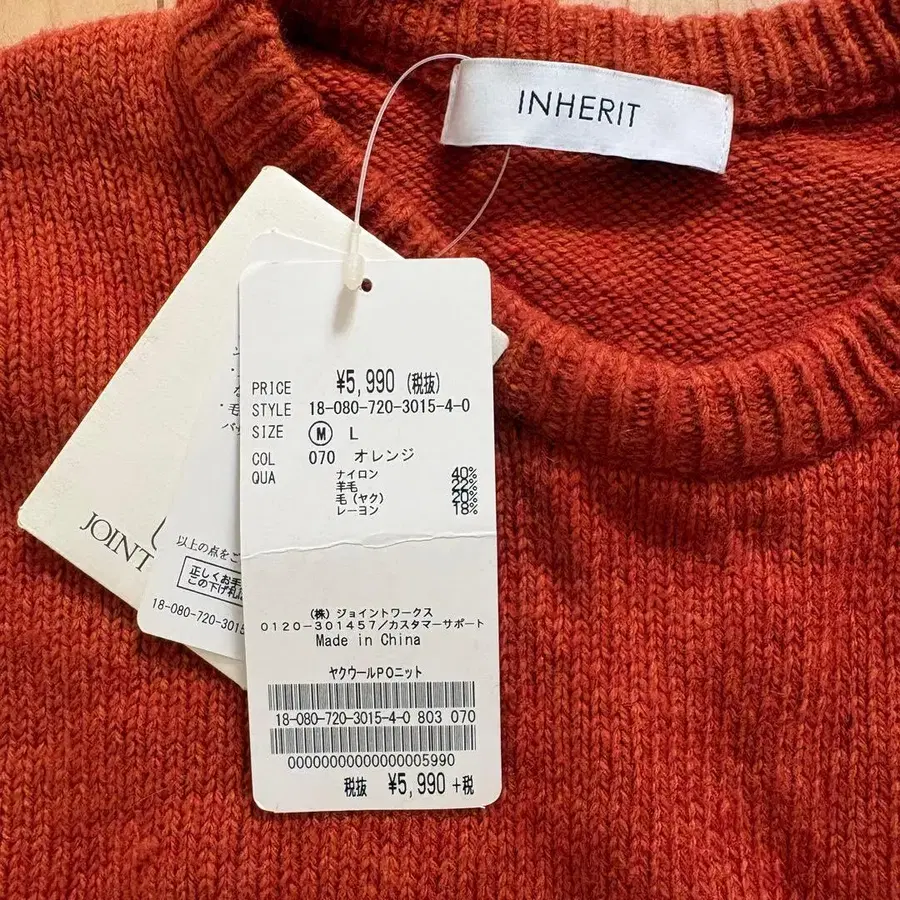 INHERIT
PRICE ¥5,990 (税抜)
STYLE 18-080-720-3015-4-0
SIZE Ⓜ L
COL 070 オレンジ
QUA ナイロン 40%
羊毛 22%
毛(ヤク) 20%
レーヨン 18%
(株)ジョイントワークス
0120-301457/カスタマーサポート
Made in China
ヤクウールPOニット
18-080-720-3015-4-0 803 070
00000000000000005990
税抜 ¥5,990 +税
・毛
以上の点をご
正しくお手
この下げ札は
18-080-720-3015
JOINT